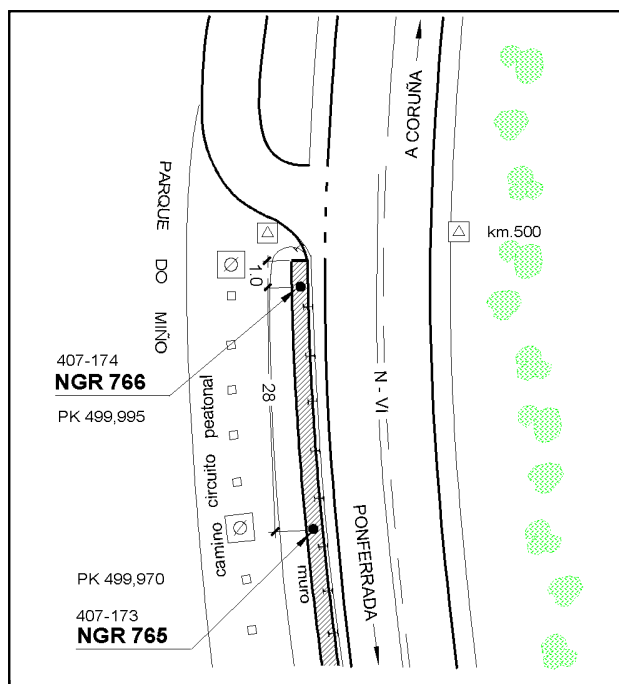 A CORUÑA
PARQUE DO MIÑO
km.500
1.0
407-174
NGR 766
PK 499,995
28
N - VI
camino circuito peatonal
PONFERRADA
muro
PK 499,970
407-173
NGR 765